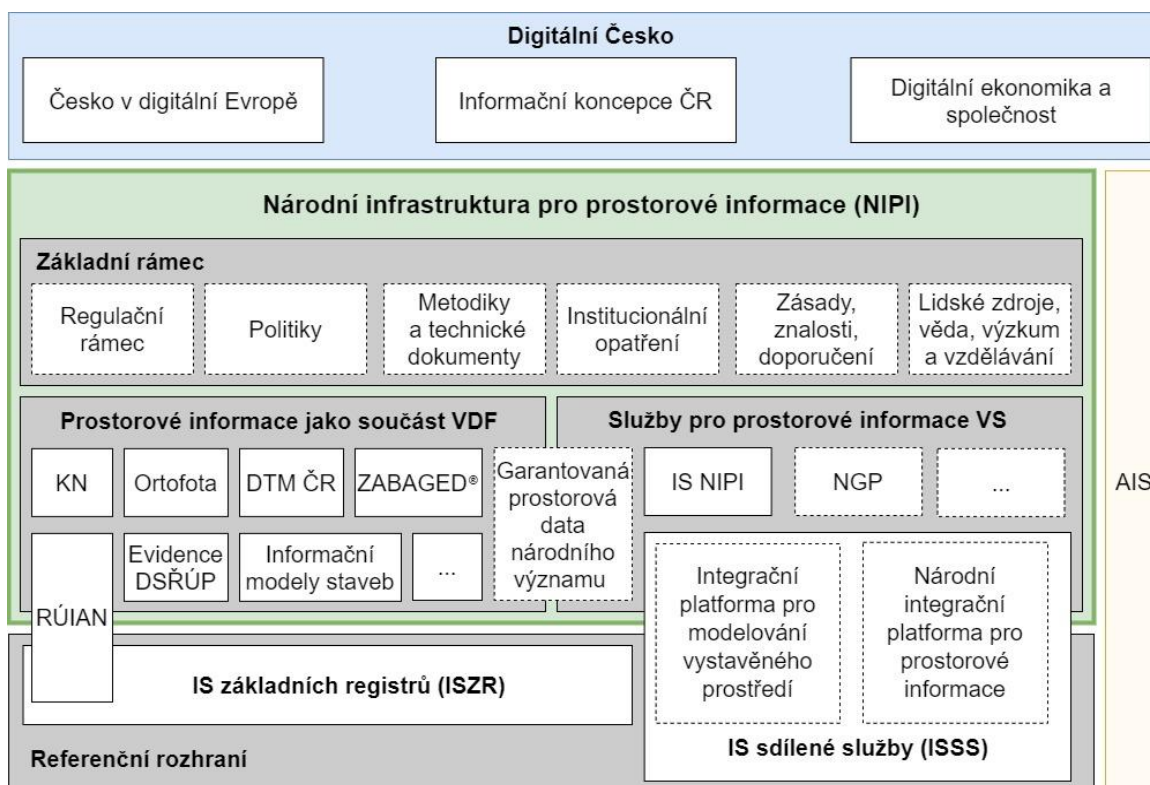 Digitální Česko
Česko v digitální Evropě
Informační koncepce ČR
Digitální ekonomika a
společnost
Národní infrastruktura pro prostorové informace (NIPI)
Základní rámec
Regulační
rámec
Politiky
Metodiky
a technické
dokumenty
Institucionální
opatření
Zásady,
znalosti,
doporučení
Lidské zdroje,
věda, výzkum
a vzdělávání
Prostorové informace jako součást VDF
KN
Ortofota
DTM ČR
ZABAGED®
Garantovaná
prostorová
data
národního
významu
RÚIAN
Evidence
DSŘÚP
Informační
modely staveb
...
Služby pro prostorové informace VS
IS NIPI
NGP
...
Integrační
platforma pro
modelování
vystavěného
prostředí
Národní
integrační
platforma pro
prostorové
informace
IS sdílené služby (ISSS)
IS základních registrů (ISZR)
Referenční rozhraní
AIS